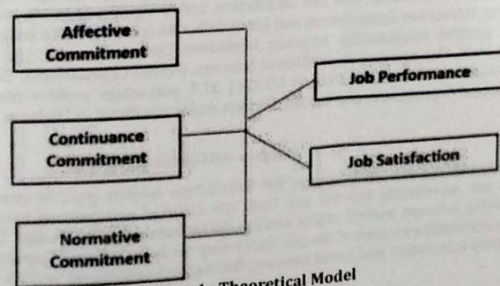 Affective
Commitment
Job Performance
Continuance
Commitment
Job Satisfaction
Normative
Commitment
Theoretical Model